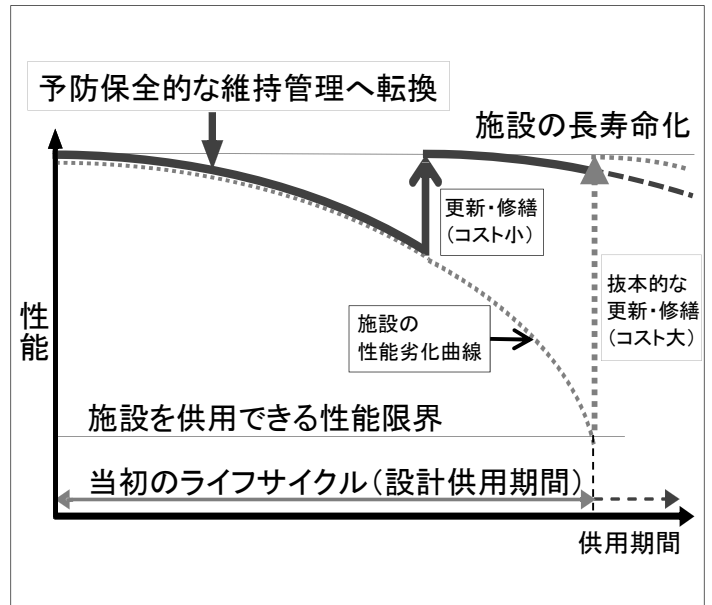 予防保全的な維持管理へ転換
施設の長寿命化
更新・修繕
(コスト小)
抜本的な
更新・修繕
(コスト大)
性
能
施設の
性能劣化曲線
施設を供用できる性能限界
当初のライフサイクル(設計供用期間)
供用期間